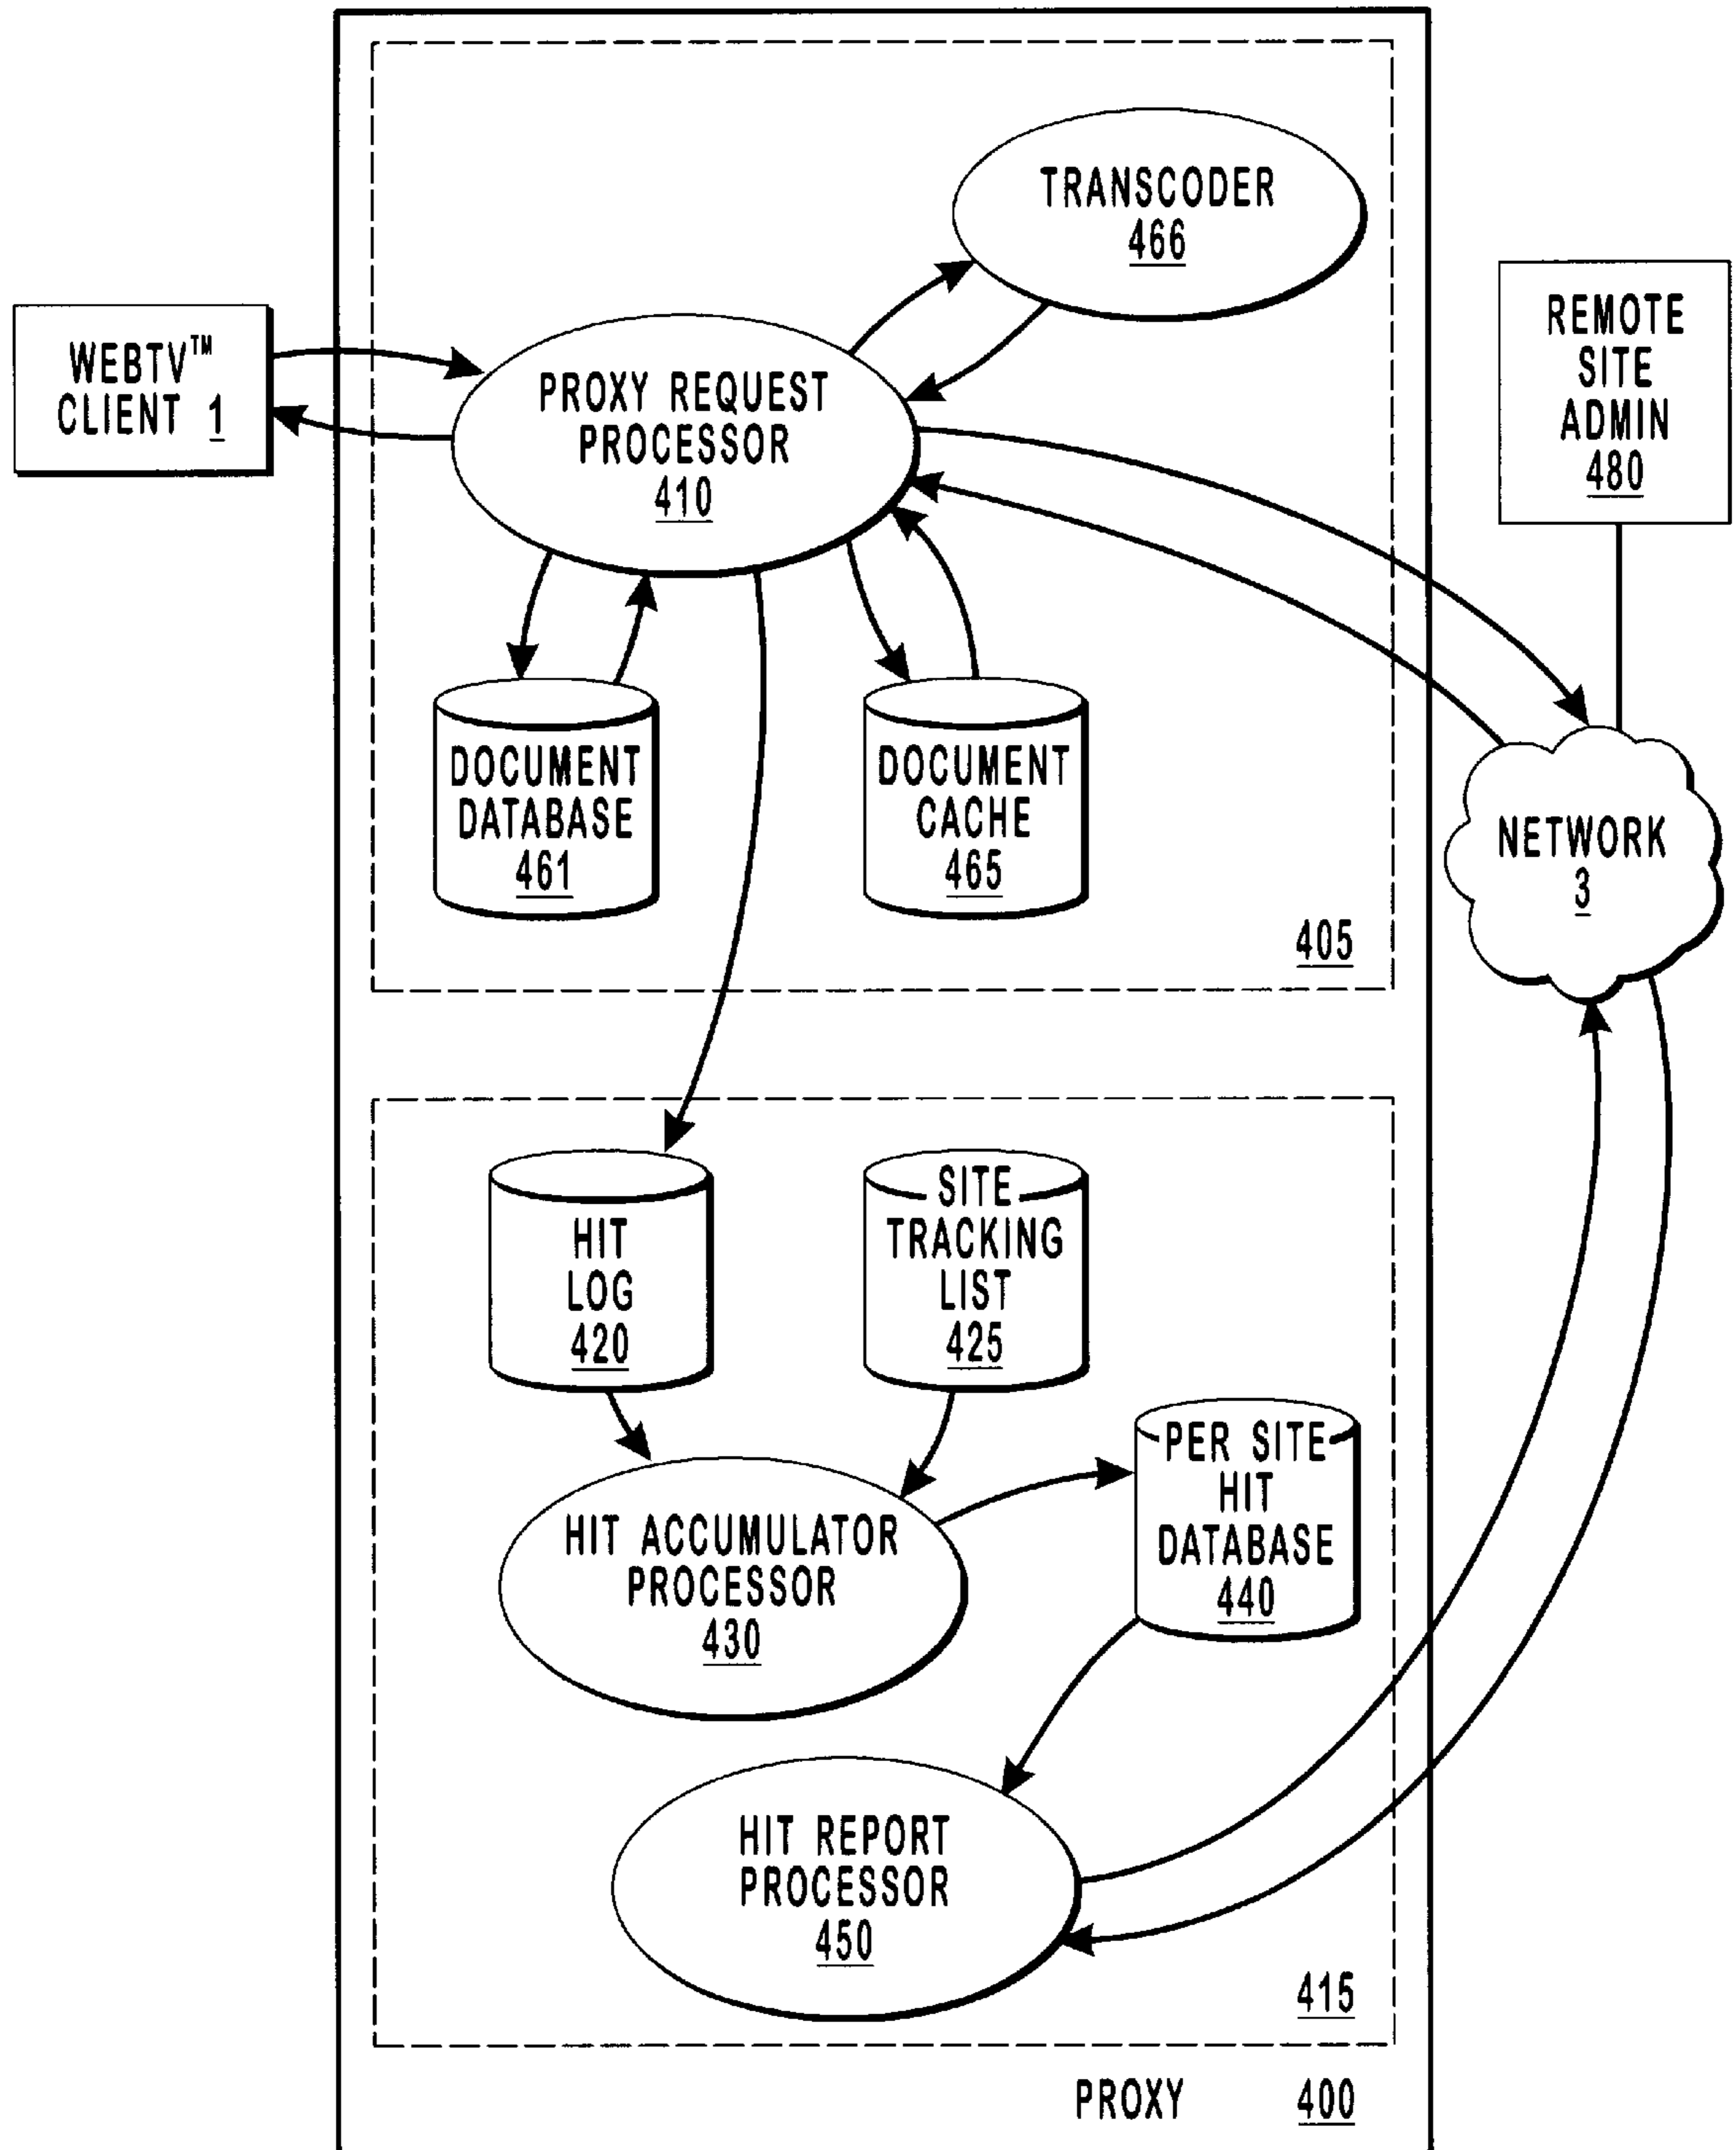 TRANSCODER
466
WEBTV™
CLIENT 1
PROXY REQUEST
PROCESSOR
410
REMOTE
SITE
ADMIN
480
DOCUMENT
DATABASE
461
DOCUMENT
CACHE
465
NETWORK
3
405
HIT
LOG
420
SITE
TRACKING
LIST
425
PER SITE
HIT
DATABASE
440
HIT ACCUMULATOR
PROCESSOR
430
HIT REPORT
PROCESSOR
450
415
PROXY 400